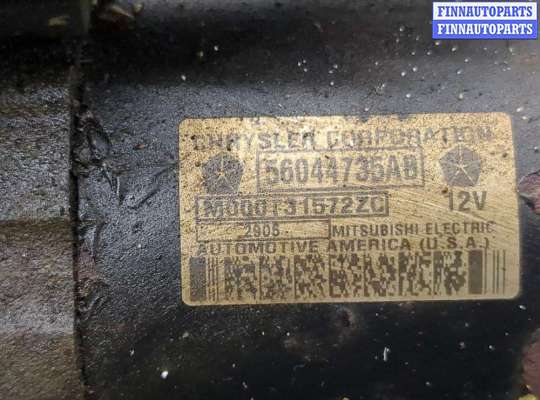 FINNAUTOPARTS
FINNAUTOPARTS
CHRYSLER CORPORATION
56044735AB
M000T31572ZC 12V
2905 MITSUBISHI ELECTRIC
AUTOMOTIVE AMERICA (U.S.A.)